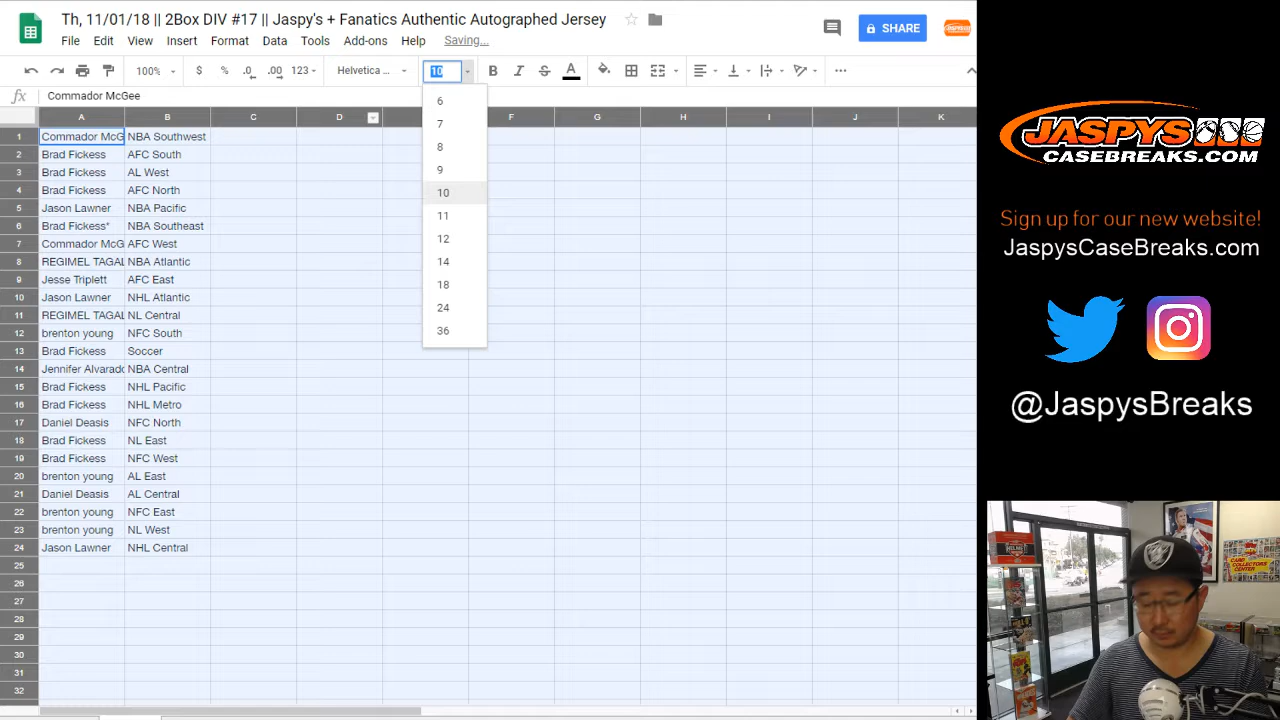 Th, 11/01/18 || 2Box DIV #17 || Jaspy's + Fanatics Authentic Autographed Jersey
SHARE
File Edit View Insert Format Data Tools Add-ons Help Saving...
100% $ % .0 .00 123 Helvetica ... 10 B I S A
fx Commador McGee
A B C D F G H I J K
1 Commador McG NBA Southwest
2 Brad Fickess AFC South
3 Brad Fickess AL West
4 Brad Fickess AFC North
5 Jason Lawner NBA Pacific
6 Brad Fickess* NBA Southeast
7 Commador McG AFC West
8 REGIMEL TAGAL NBA Atlantic
9 Jesse Triplett AFC East
10 Jason Lawner NHL Atlantic
11 REGIMEL TAGAL NL Central
12 brenton young NFC South
13 Brad Fickess Soccer
14 Jennifer Alvarado NBA Central
15 Brad Fickess NHL Pacific
16 Brad Fickess NHL Metro
17 Daniel Deasis NFC North
18 Brad Fickess NL East
19 Brad Fickess NFC West
20 brenton young AL East
21 Daniel Deasis AL Central
22 brenton young NFC East
23 brenton young NL West
24 Jason Lawner NHL Central
25
26
27
28
29
30
31
32
6
7
8
9
10
11
12
14
18
24
36
JASPYS
CASEBREAKS.COM
Sign up for our new website!
JaspysCaseBreaks.com
@JaspysBreaks
CARD
COLLECTORS
CENTER